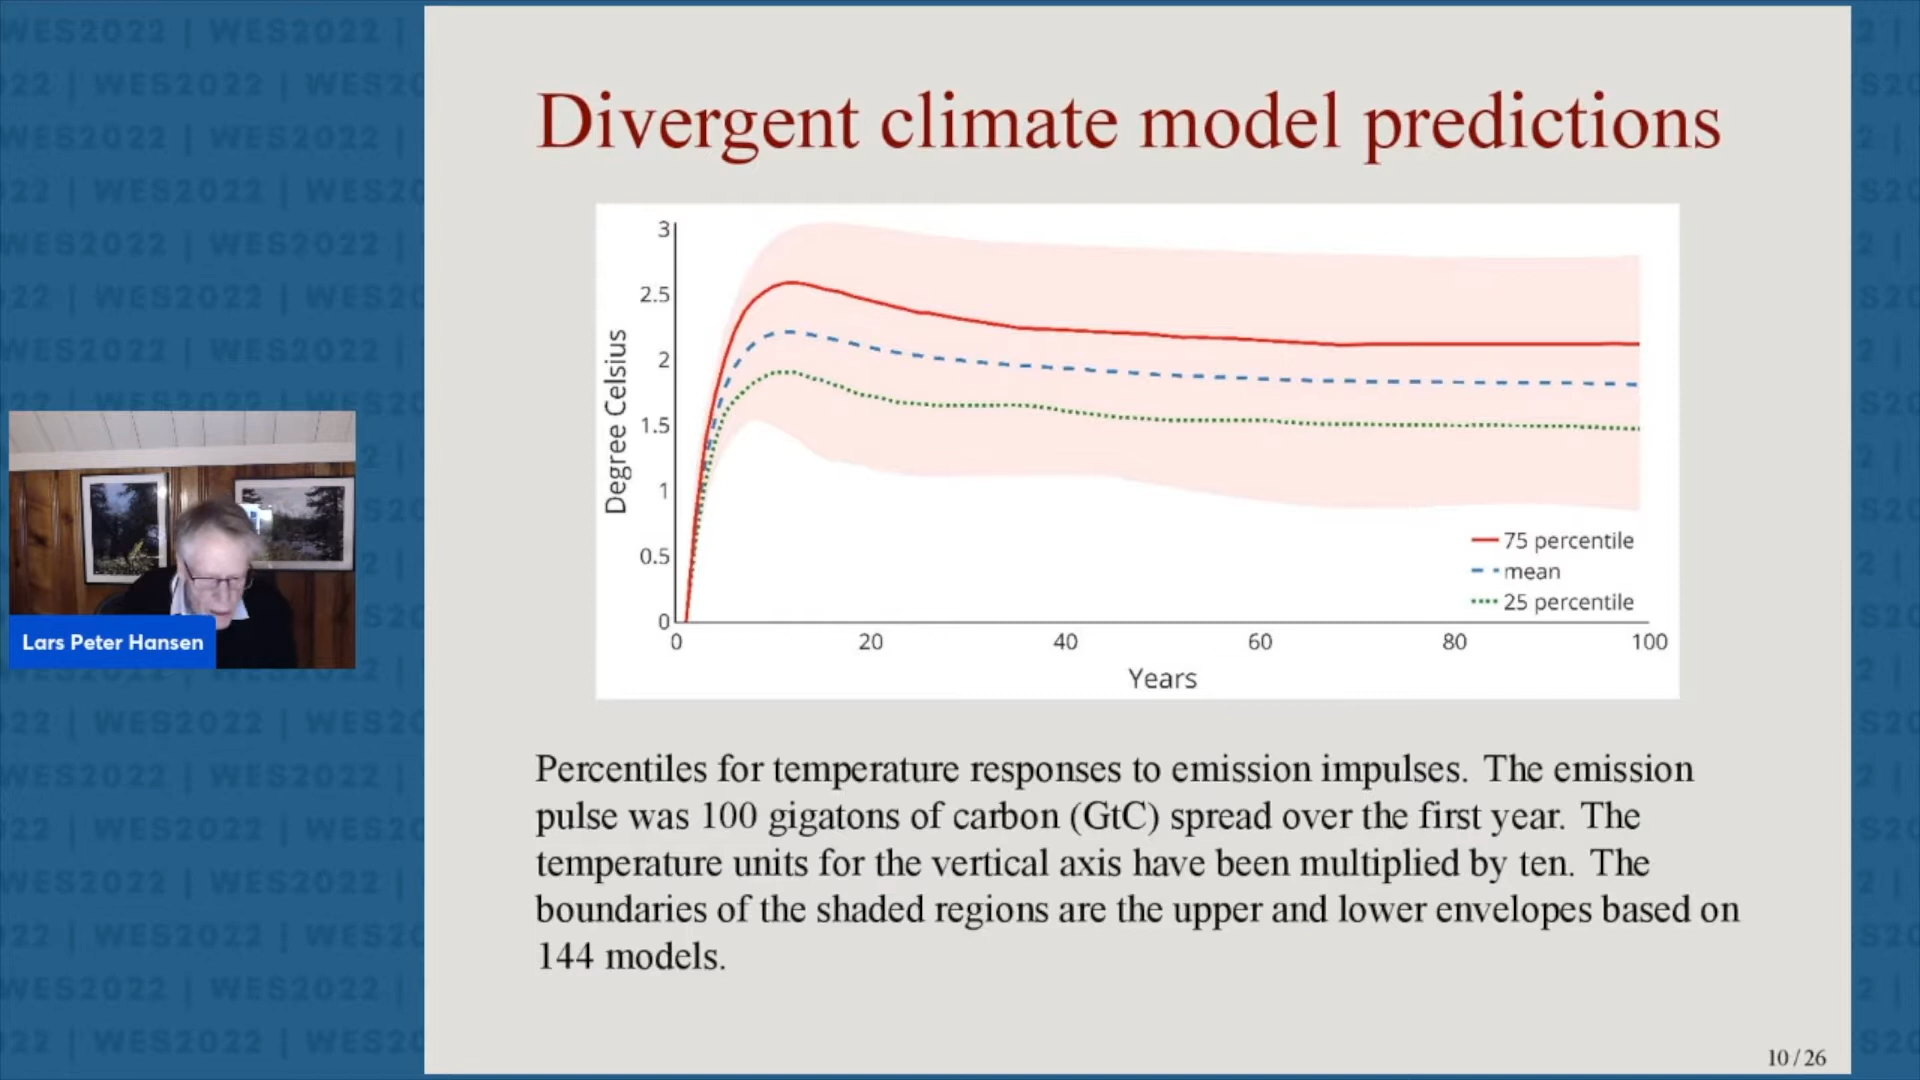 WES2022 | WES2022 |
Divergent climate model predictions
3
2.5
2
1.5
1
0.5
0
Degree Celsius
75 percentile
mean
25 percentile
0 20 40 60 80 100
Years
Lars Peter Hansen
Percentiles for temperature responses to emission impulses. The emission
pulse was 100 gigatons of carbon (GtC) spread over the first year. The
temperature units for the vertical axis have been multiplied by ten. The
boundaries of the shaded regions are the upper and lower envelopes based on
144 models.
10 / 26